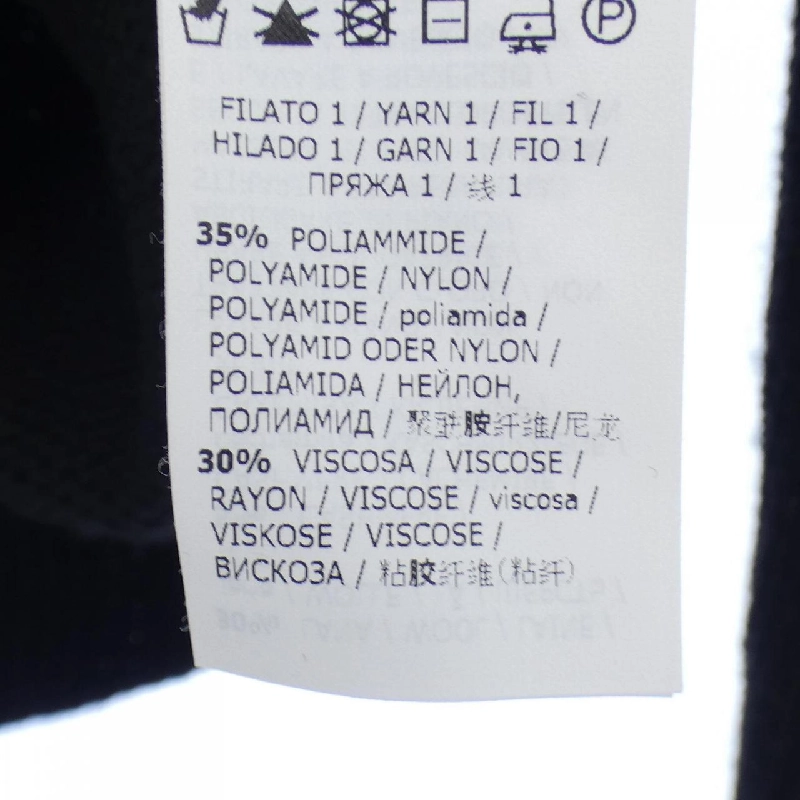 P
FILATO 1 / YARN 1 / FIL 1 /
HILADO 1 / GARN 1 / FIO 1 /
ПРЯЖА 1 / 线 1
35% POLIAMMIDE /
POLYAMIDE / NYLON /
POLYAMIDE / poliamida /
POLYAMID ODER NYLON /
POLIAMIDA / НЕЙЛОН,
ПОЛИАМИД / 聚酰胺纤维/尼龙
30% VISCOSA / VISCOSE /
RAYON / VISCOSE / viscosa /
VISKOSE / VISCOSE /
ВИСКОЗА / 粘胶纤维(粘纤)